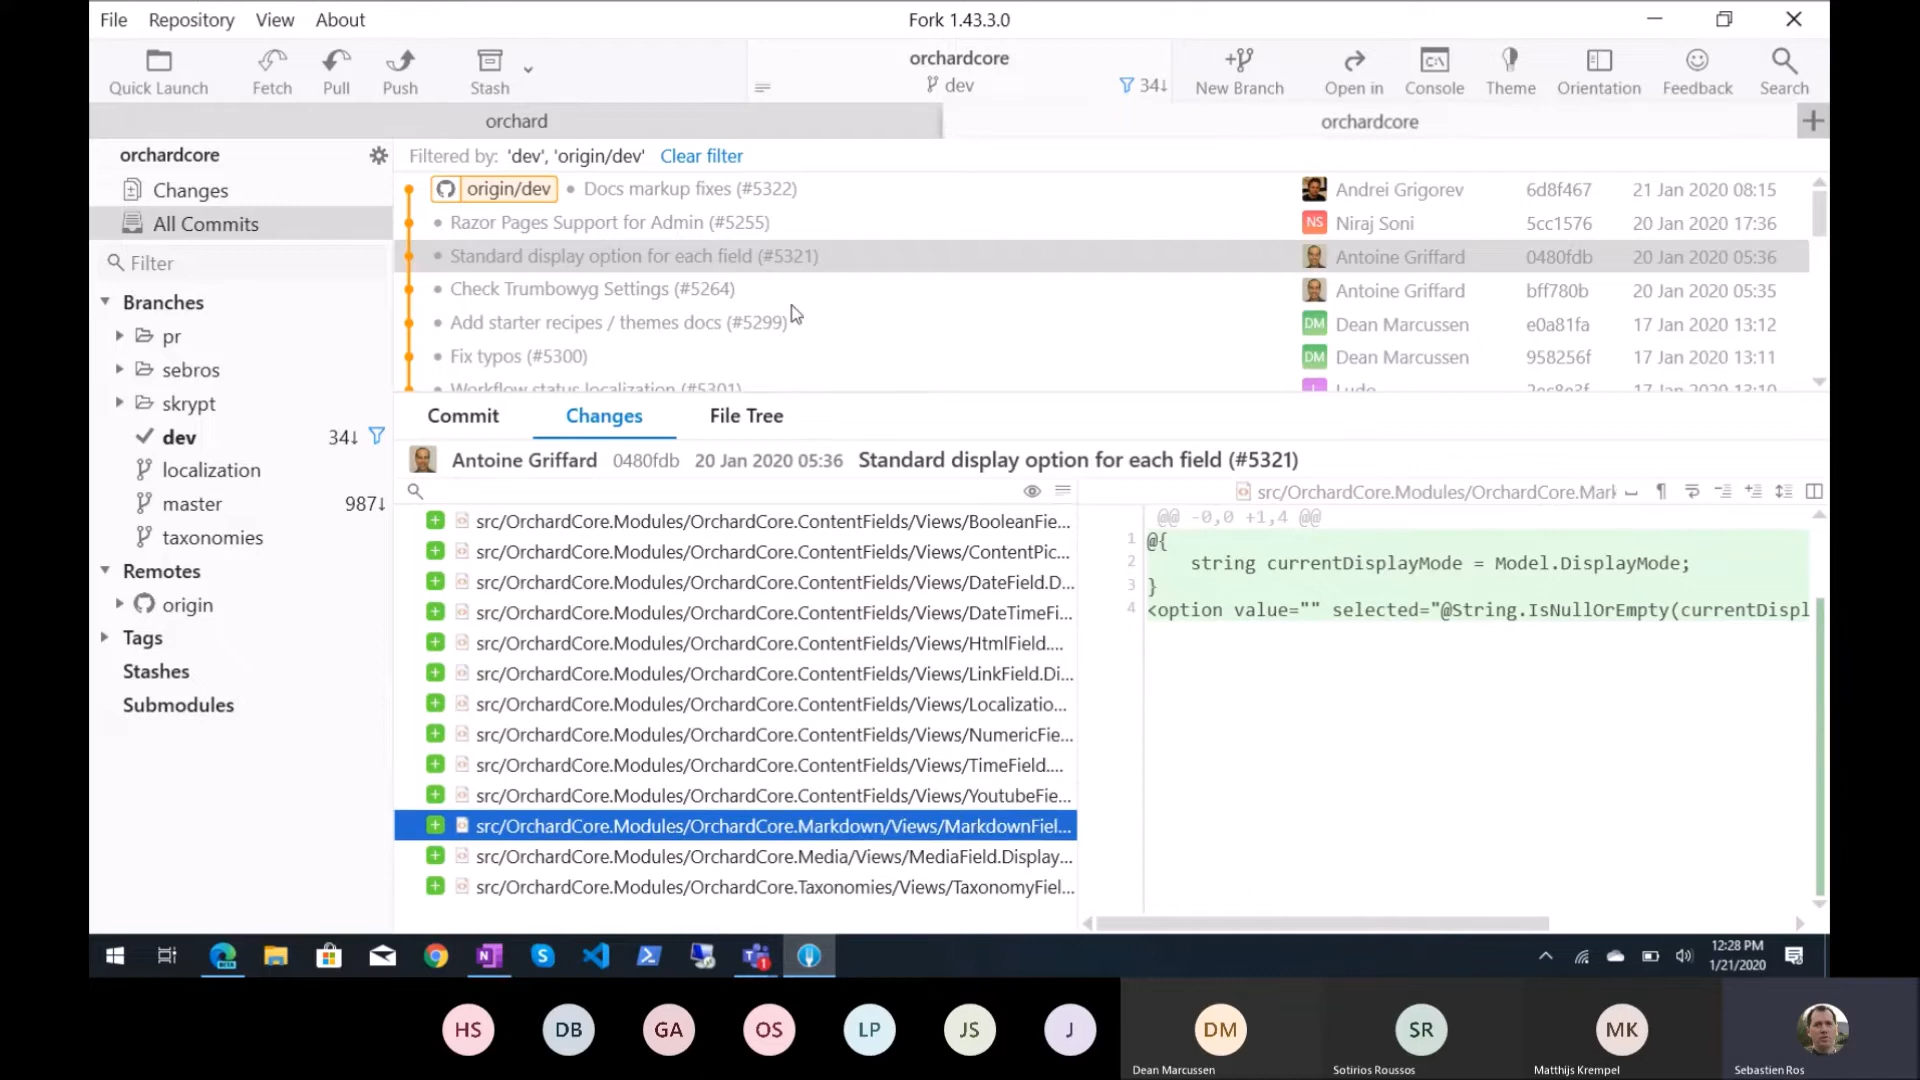 File Repository View About
Fork 1.43.3.0
Quick Launch Fetch Pull Push Stash
orchardcore
dev
34↓
New Branch Open in Console Theme Orientation Feedback Search
orchard
orchardcore
orchardcore
Changes
All Commits
Filter
Branches
pr
sebros
skrypt
dev 34↓
localization
master 987↓
taxonomies
Remotes
origin
Tags
Stashes
Submodules
Filtered by: 'dev', 'origin/dev' Clear filter
origin/dev • Docs markup fixes (#5322) Andrei Grigorev 6d8f467 21 Jan 2020 08:15
• Razor Pages Support for Admin (#5255) NS Niraj Soni 5cc1576 20 Jan 2020 17:36
• Standard display option for each field (#5321) Antoine Griffard 0480fdb 20 Jan 2020 05:36
• Check Trumbowyg Settings (#5264) Antoine Griffard bff780b 20 Jan 2020 05:35
• Add starter recipes / themes docs (#5299) DM Dean Marcussen e0a81fa 17 Jan 2020 13:12
• Fix typos (#5300) DM Dean Marcussen 958256f 17 Jan 2020 13:11
• Workflow status localization (#5301) Ludo 2ec8e3f 17 Jan 2020 13:10
Commit Changes File Tree
Antoine Griffard 0480fdb 20 Jan 2020 05:36 Standard display option for each field (#5321)
src/OrchardCore.Modules/OrchardCore.ContentFields/Views/BooleanFie...
src/OrchardCore.Modules/OrchardCore.ContentFields/Views/ContentPic...
src/OrchardCore.Modules/OrchardCore.ContentFields/Views/DateField.D...
src/OrchardCore.Modules/OrchardCore.ContentFields/Views/DateTimeFi...
src/OrchardCore.Modules/OrchardCore.ContentFields/Views/HtmlField....
src/OrchardCore.Modules/OrchardCore.ContentFields/Views/LinkField.Di...
src/OrchardCore.Modules/OrchardCore.ContentFields/Views/Localizatio...
src/OrchardCore.Modules/OrchardCore.ContentFields/Views/NumericFie...
src/OrchardCore.Modules/OrchardCore.ContentFields/Views/TimeField....
src/OrchardCore.Modules/OrchardCore.ContentFields/Views/YoutubeFie...
src/OrchardCore.Modules/OrchardCore.Markdown/Views/MarkdownFiel...
src/OrchardCore.Modules/OrchardCore.Media/Views/MediaField.Display...
src/OrchardCore.Modules/OrchardCore.Taxonomies/Views/TaxonomyFiel...
src/OrchardCore.Modules/OrchardCore.Mark
@@ -0,0 +1,4 @@
1 @{
2 string currentDisplayMode = Model.DisplayMode;
3 }
4 <option value="" selected="@String.IsNullOrEmpty(currentDispl
12:28 PM
1/21/2020
HS DB GA OS LP JS J DM SR MK
Dean Marcussen Sotirios Roussos Matthijs Krempel Sebastien Ros